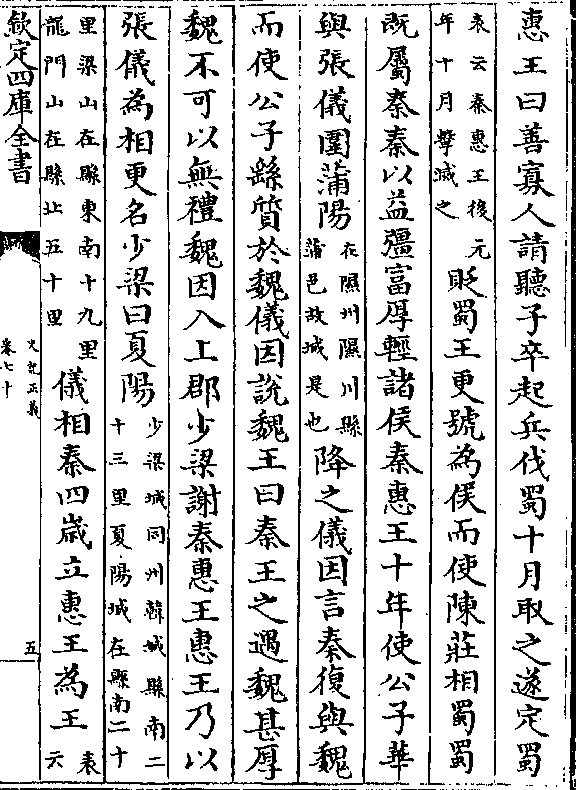 惠王曰善寡人請聽子卒起兵伐蜀十月取之遂定蜀
表云秦惠王後元
年十月擊滅之
貶蜀王更號為侯而使陳莊相蜀蜀
既屬秦秦以益彊富厚輕諸侯秦惠王十年使公子華
與張儀圍蒲陽
在隰州隰川縣
蒲邑故城是也
降之儀因言秦復與魏
而使公子繇質於魏儀因說魏王曰秦王之遇魏甚厚
魏不可以無禮魏因入上郡少梁謝秦惠王惠王乃以
張儀為相更名少梁曰夏陽
少梁城同州韓城縣南二
十三里夏陽城在縣南二十
里梁山在縣東南十九里
龍門山在縣北五十里
儀相秦四歲立惠王為王
表
云
欽定四庫全書
史記正義
卷七十
五